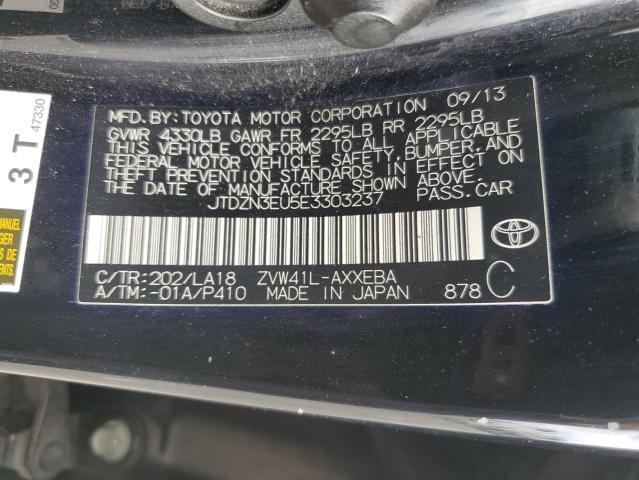 MFD.BY:TOYOTA MOTOR CORPORATION 09/13
GVWR 4330LB GAWR FR 2295LB RR 2295LB
THIS VEHICLE CONFORMS TO ALL APPLICABLE
FEDERAL MOTOR VEHICLE SAFETY, BUMPER, AND
THEFT PREVENTION STANDARDS IN EFFECT ON
THE DATE OF MANUFACTURE SHOWN ABOVE.
JTDZN3EU5E3303237 PASS.CAR
C/TR:202/LA18 ZVW41L-AXXEBA
A/TM:-01A/P410 MADE IN JAPAN 878 C
3 T 47330